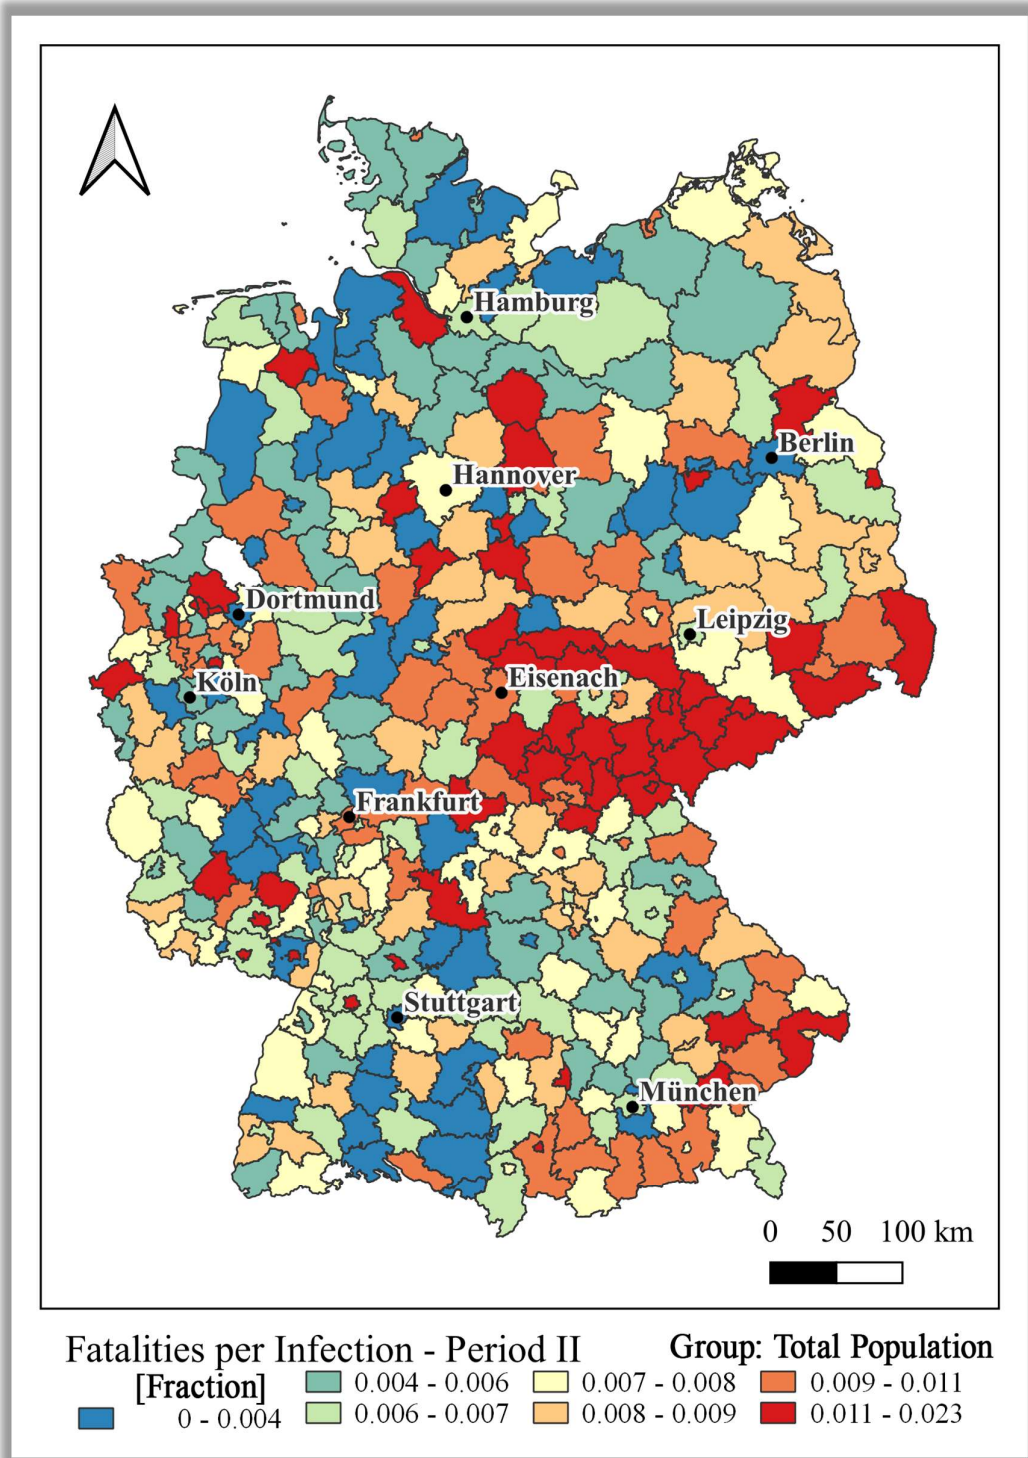 Hamburg
Berlin
Hannover
Dortmund
Leipzig
Köln
Eisenach
Frankfurt
Stuttgart
München
0 50 100 km
Fatalities per Infection - Period II Group: Total Population
[Fraction] 0.004 - 0.006 0.007 - 0.008 0.009 - 0.011
0 - 0.004 0.006 - 0.007 0.008 - 0.009 0.011 - 0.023